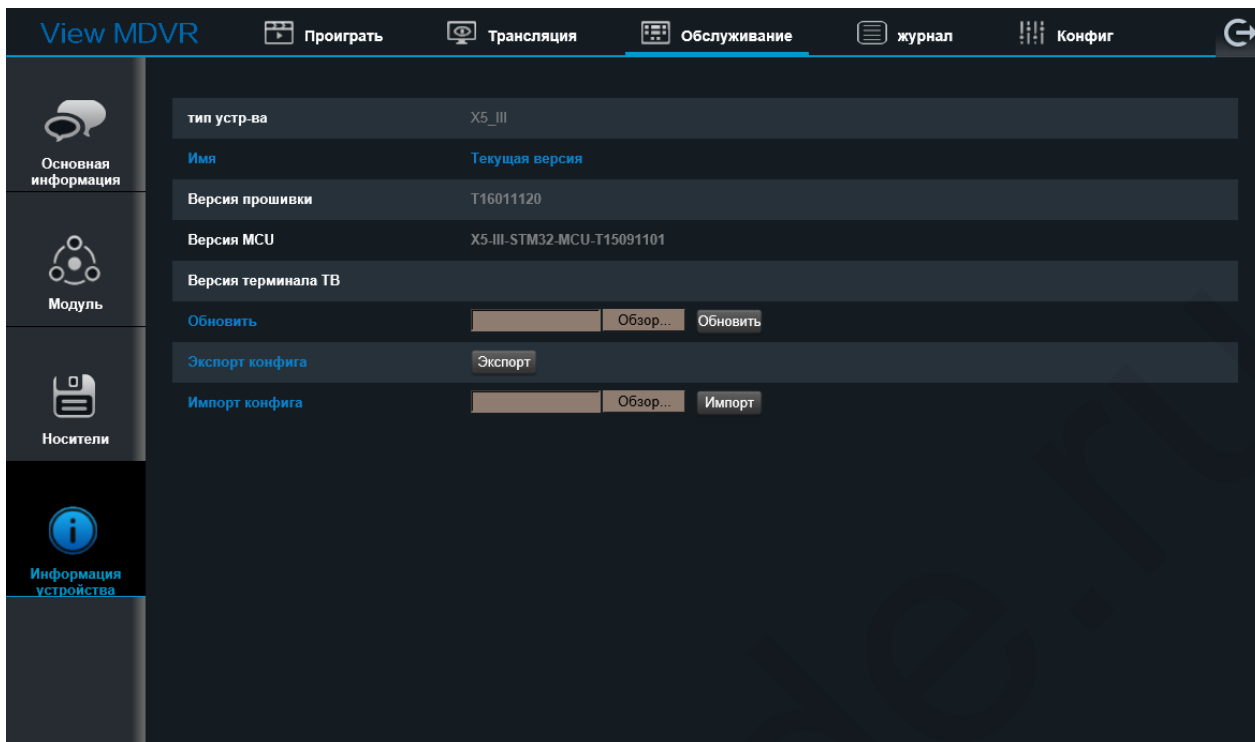 View MDVR Проиграть Трансляция Обслуживание журнал Конфиг
Основная
информация
Модуль
Носители
Информация
устройства
тип устр-ва X5_III
Имя Текущая версия
Версия прошивки T16011120
Версия MCU X5-III-STM32-MCU-T15091101
Версия терминала ТВ
Обновить Обзор... Обновить
Экспорт конфига Экспорт
Импорт конфига Обзор... Импорт
de.ru